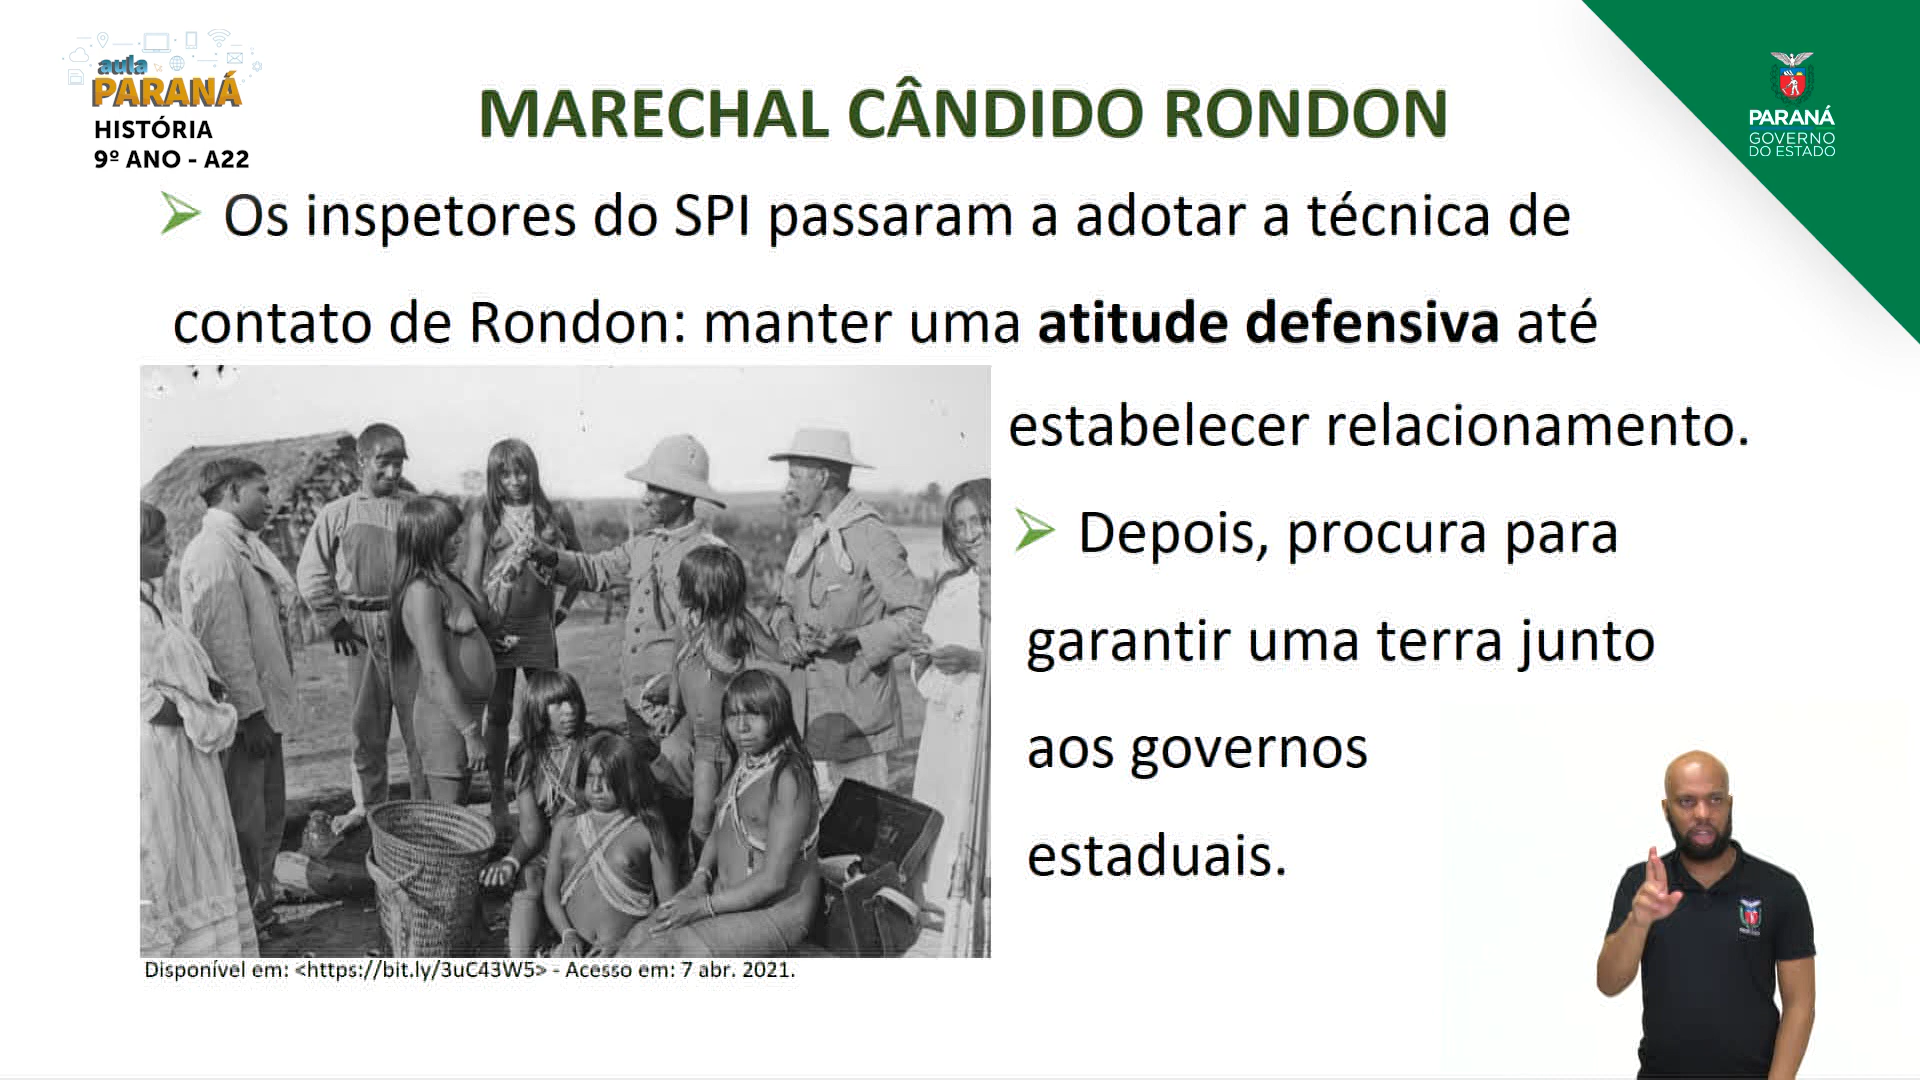 aula
PARANÁ
HISTÓRIA
9º ANO - A22
MARECHAL CÂNDIDO RONDON
PARANÁ
GOVERNO
DO ESTADO
➢ Os inspetores do SPI passaram a adotar a técnica de
contato de Rondon: manter uma atitude defensiva até
estabelecer relacionamento.
➢ Depois, procura para
garantir uma terra junto
aos governos
estaduais.
Disponível em: <https://bit.ly/3uC43W5> - Acesso em: 7 abr. 2021.